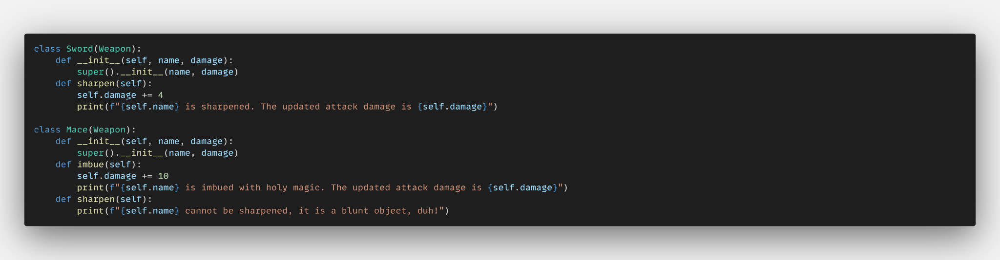 class Sword(Weapon):
    def __init__(self, name, damage):
        super().__init__(name, damage)
    def sharpen(self):
        self.damage += 4
        print(f"{self.name} is sharpened. The updated attack damage is {self.damage}")

class Mace(Weapon):
    def __init__(self, name, damage):
        super().__init__(name, damage)
    def imbue(self):
        self.damage += 10
        print(f"{self.name} is imbued with holy magic. The updated attack damage is {self.damage}")
    def sharpen(self):
        print(f"{self.name} cannot be sharpened, it is a blunt object, duh!")